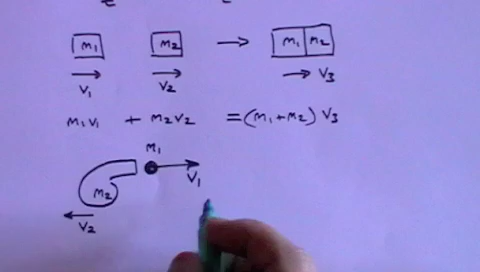 m₁ m₂ → m₁ m₂
v₁ v₂ v₃
m₁v₁ + m₂v₂ = (m₁+m₂) v₃
m₁
v₁
m₂
v₂